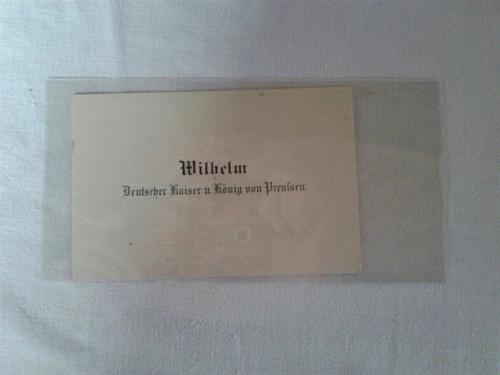 Wilhelm
Deutscher Kaiser u. König von Preußen.